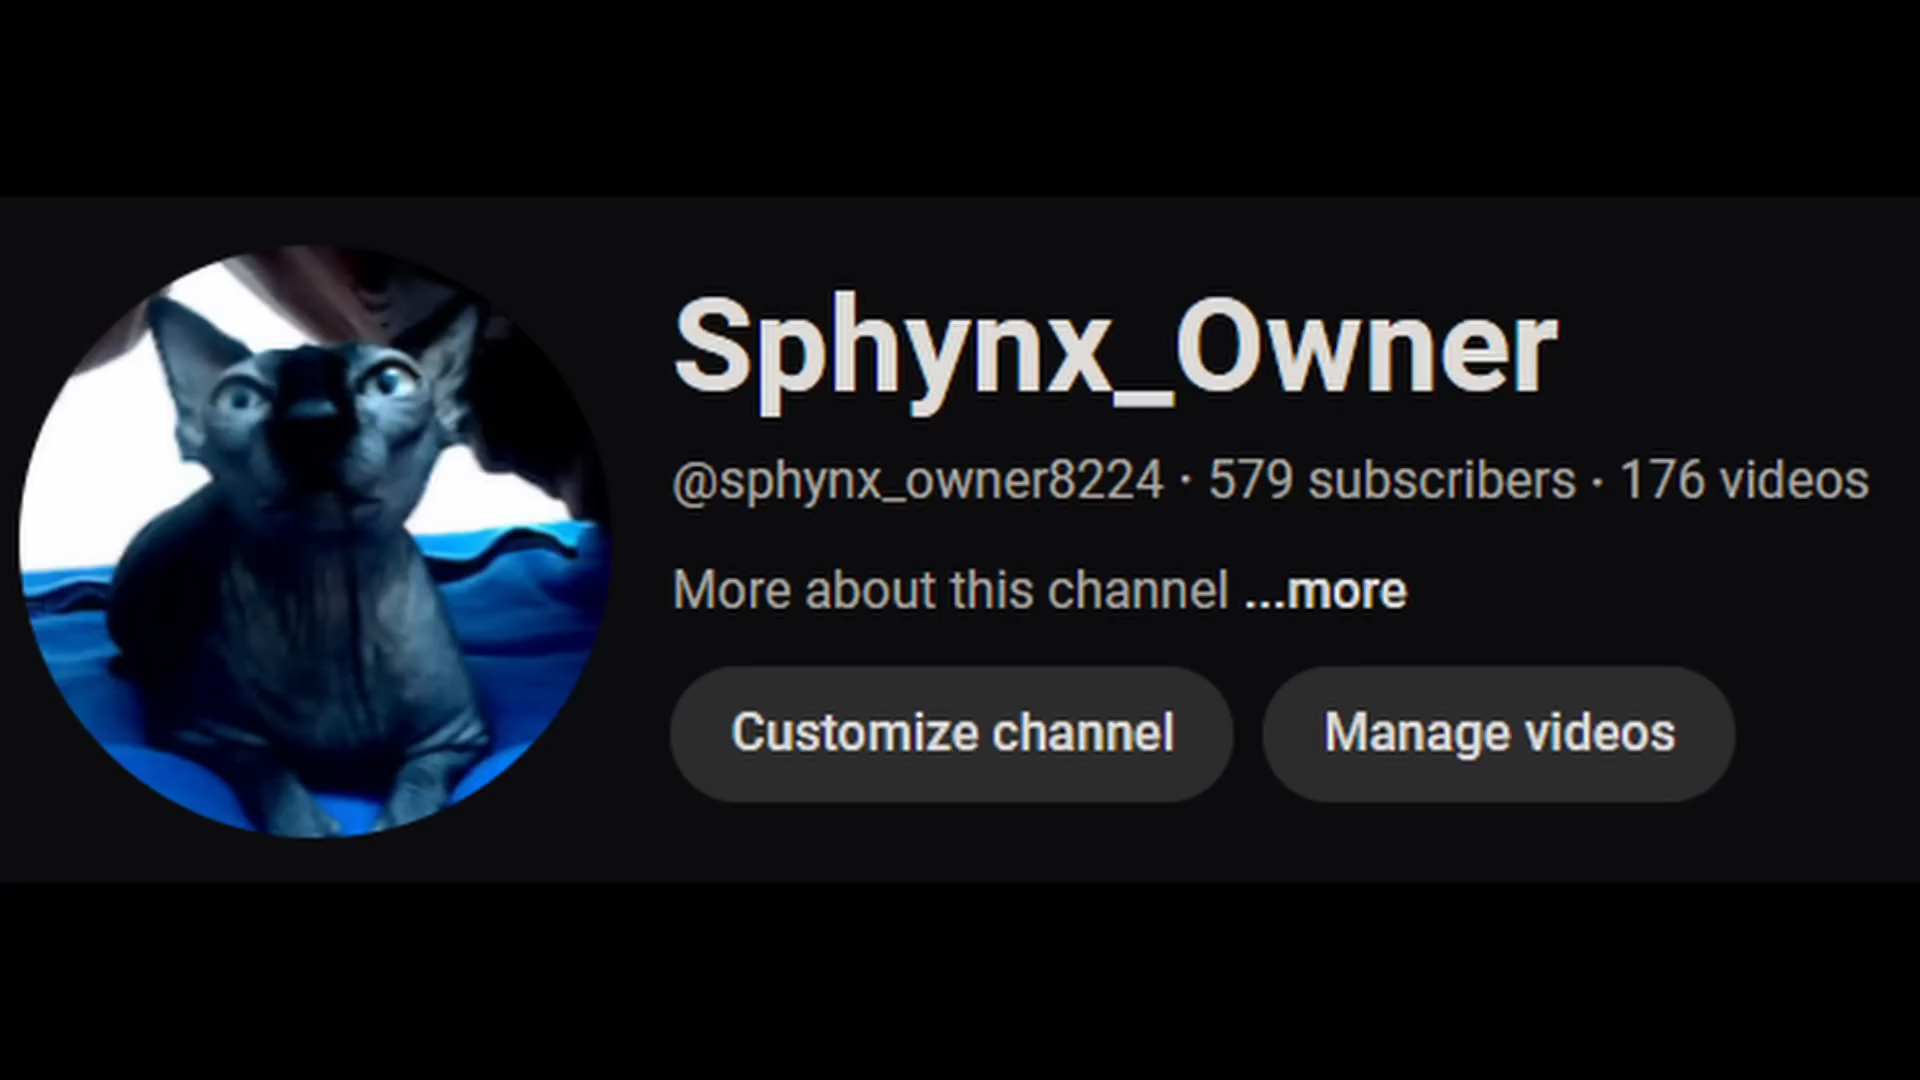 Sphynx_Owner
@sphynx_owner8224 · 579 subscribers · 176 videos
More about this channel ...more
Customize channel Manage videos